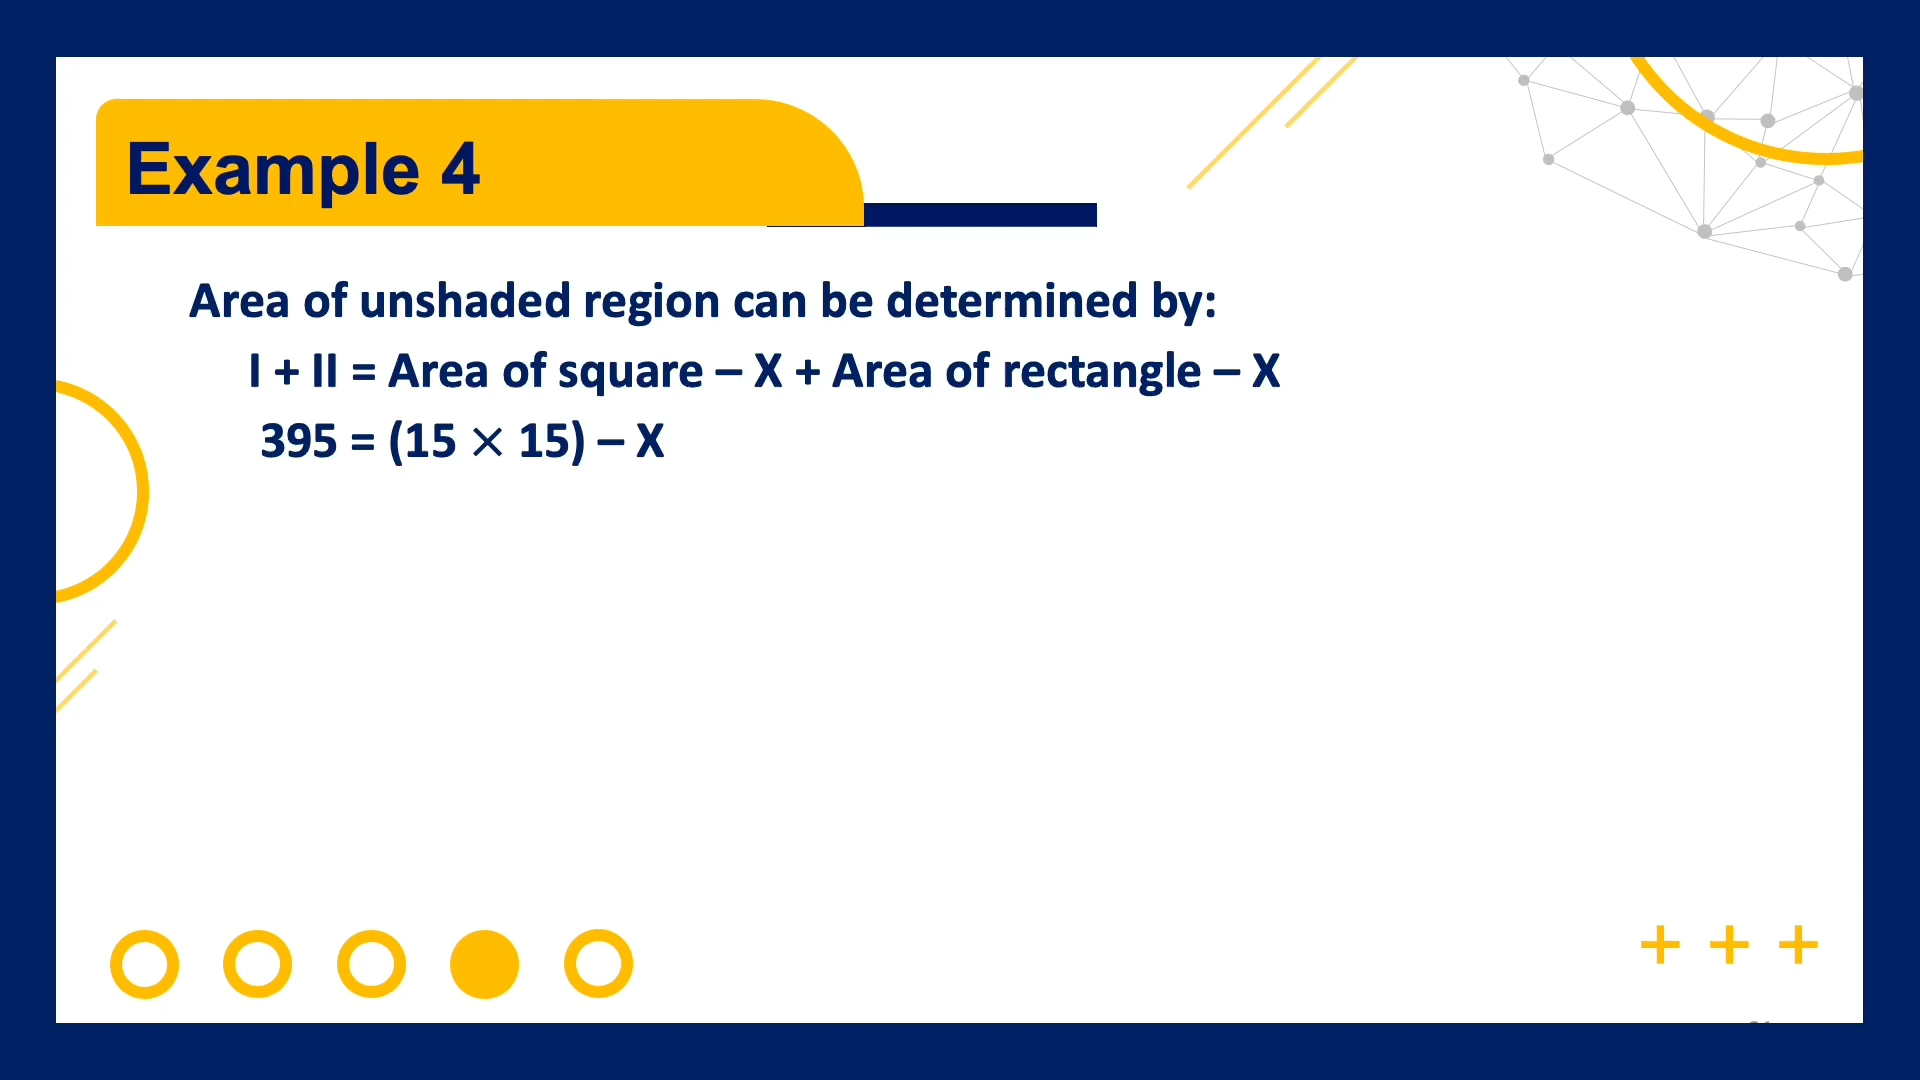 Example 4
Area of unshaded region can be determined by:
I + II = Area of square – X + Area of rectangle – X
395 = (15 × 15) – X